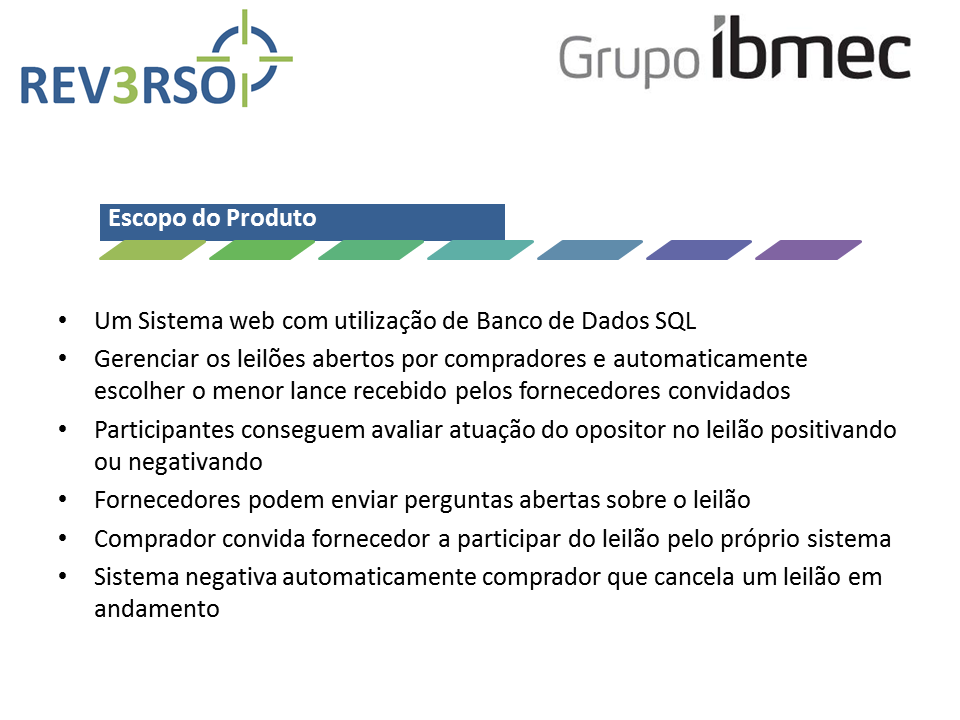 REV3RSO
Grupo ibmec
Escopo do Produto
• Um Sistema web com utilização de Banco de Dados SQL
• Gerenciar os leilões abertos por compradores e automaticamente
escolher o menor lance recebido pelos fornecedores convidados
• Participantes conseguem avaliar atuação do opositor no leilão positivando
ou negativando
• Fornecedores podem enviar perguntas abertas sobre o leilão
• Comprador convida fornecedor a participar do leilão pelo próprio sistema
• Sistema negativa automaticamente comprador que cancela um leilão em
andamento